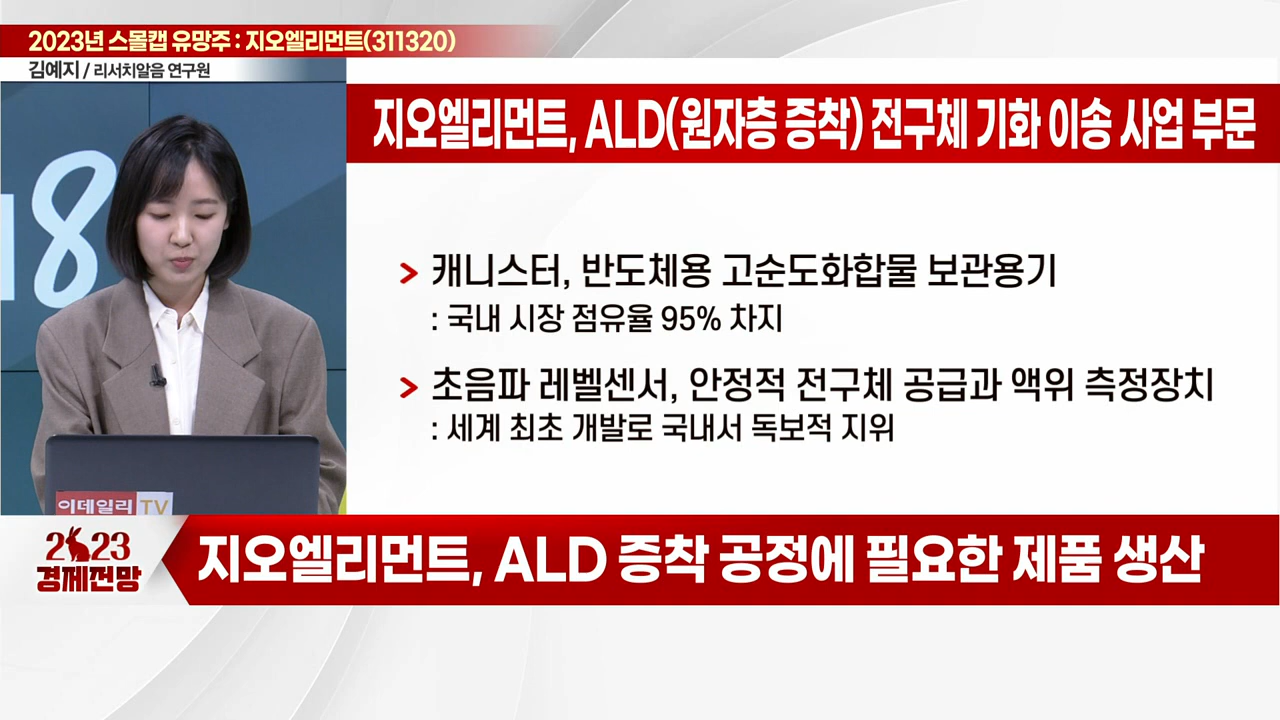 2023년 스몰캡 유망주 : 지오엘리먼트(311320)
김예지 / 리서치알음 연구원
지오엘리먼트, ALD(원자층 증착) 전구체 기화 이송 사업 부문
18
> 캐니스터, 반도체용 고순도화합물 보관용기
: 국내 시장 점유율 95% 차지
> 초음파 레벨센서, 안정적 전구체 공급과 액위 측정장치
: 세계 최초 개발로 국내서 독보적 지위
이데일리 TV
2023
경제전망
지오엘리먼트, ALD 증착 공정에 필요한 제품 생산